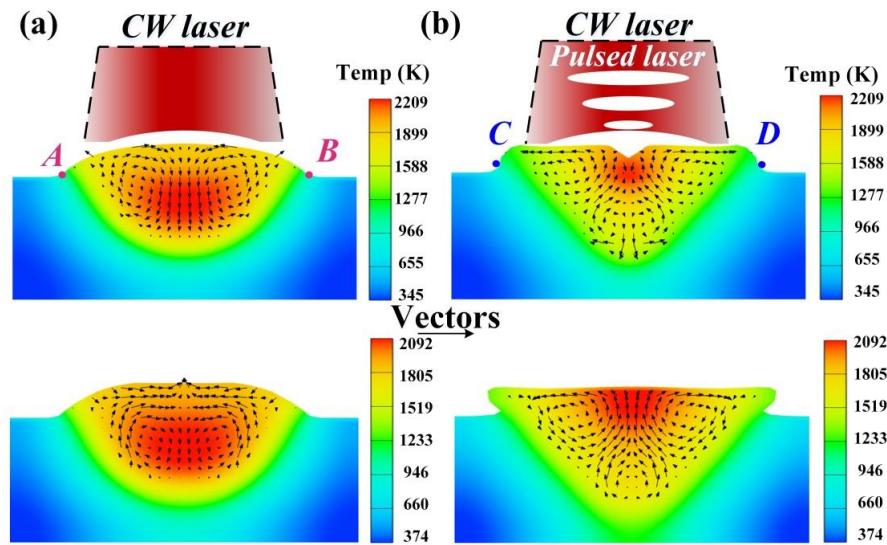 (a)
CW laser
Temp (K)
2209
1899
1588
1277
966
655
345
A
B
(b)
CW laser
Pulsed laser
Temp (K)
2209
1899
1588
1277
966
655
345
C
D
Vectors
2092
1805
1519
1233
946
660
374
2092
1805
1519
1233
946
660
374